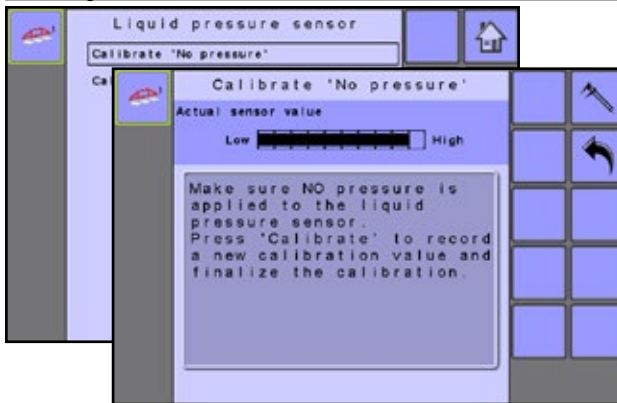 Liquid pressure sensor
Calibrate 'No pressure'
Ca
Calibrate 'No pressure'
Actual sensor value
Low High
Make sure NO pressure is
applied to the liquid
pressure sensor.
Press 'Calibrate' to record
a new calibration value and
finalize the calibration.